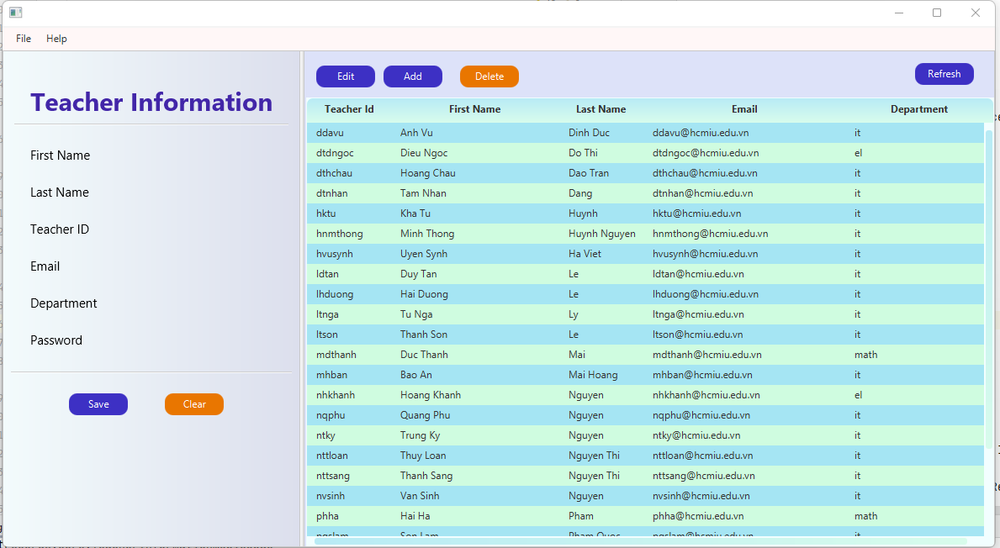 File Help
Teacher Information
First Name
Last Name
Teacher ID
Email
Department
Password
Save Clear
Edit Add Delete Refresh
Teacher Id First Name Last Name Email Department
ddavu Anh Vu Dinh Duc ddavu@hcmiu.edu.vn it
dtdngoc Dieu Ngoc Do Thi dtdngoc@hcmiu.edu.vn el
dthchau Hoang Chau Dao Tran dthchau@hcmiu.edu.vn it
dtnhan Tam Nhan Dang dtnhan@hcmiu.edu.vn it
hktu Kha Tu Huynh hktu@hcmiu.edu.vn it
hnmthong Minh Thong Huynh Nguyen hnmthong@hcmiu.edu.vn it
hvusynh Uyen Synh Ha Viet hvusynh@hcmiu.edu.vn it
ldtan Duy Tan Le ldtan@hcmiu.edu.vn it
lhduong Hai Duong Le lhduong@hcmiu.edu.vn it
ltnga Tu Nga Ly ltnga@hcmiu.edu.vn it
ltson Thanh Son Le ltson@hcmiu.edu.vn it
mdthanh Duc Thanh Mai mdthanh@hcmiu.edu.vn math
mhban Bao An Mai Hoang mhban@hcmiu.edu.vn it
nhkhanh Hoang Khanh Nguyen nhkhanh@hcmiu.edu.vn el
nqphu Quang Phu Nguyen nqphu@hcmiu.edu.vn it
ntky Trung Ky Nguyen ntky@hcmiu.edu.vn it
nttloan Thuy Loan Nguyen Thi nttloan@hcmiu.edu.vn it
nttsang Thanh Sang Nguyen Thi nttsang@hcmiu.edu.vn it
nvsinh Van Sinh Nguyen nvsinh@hcmiu.edu.vn it
phha Hai Ha Pham phha@hcmiu.edu.vn math
pqslam Son Lam Pham Quoc pqslam@hcmiu.edu.vn it